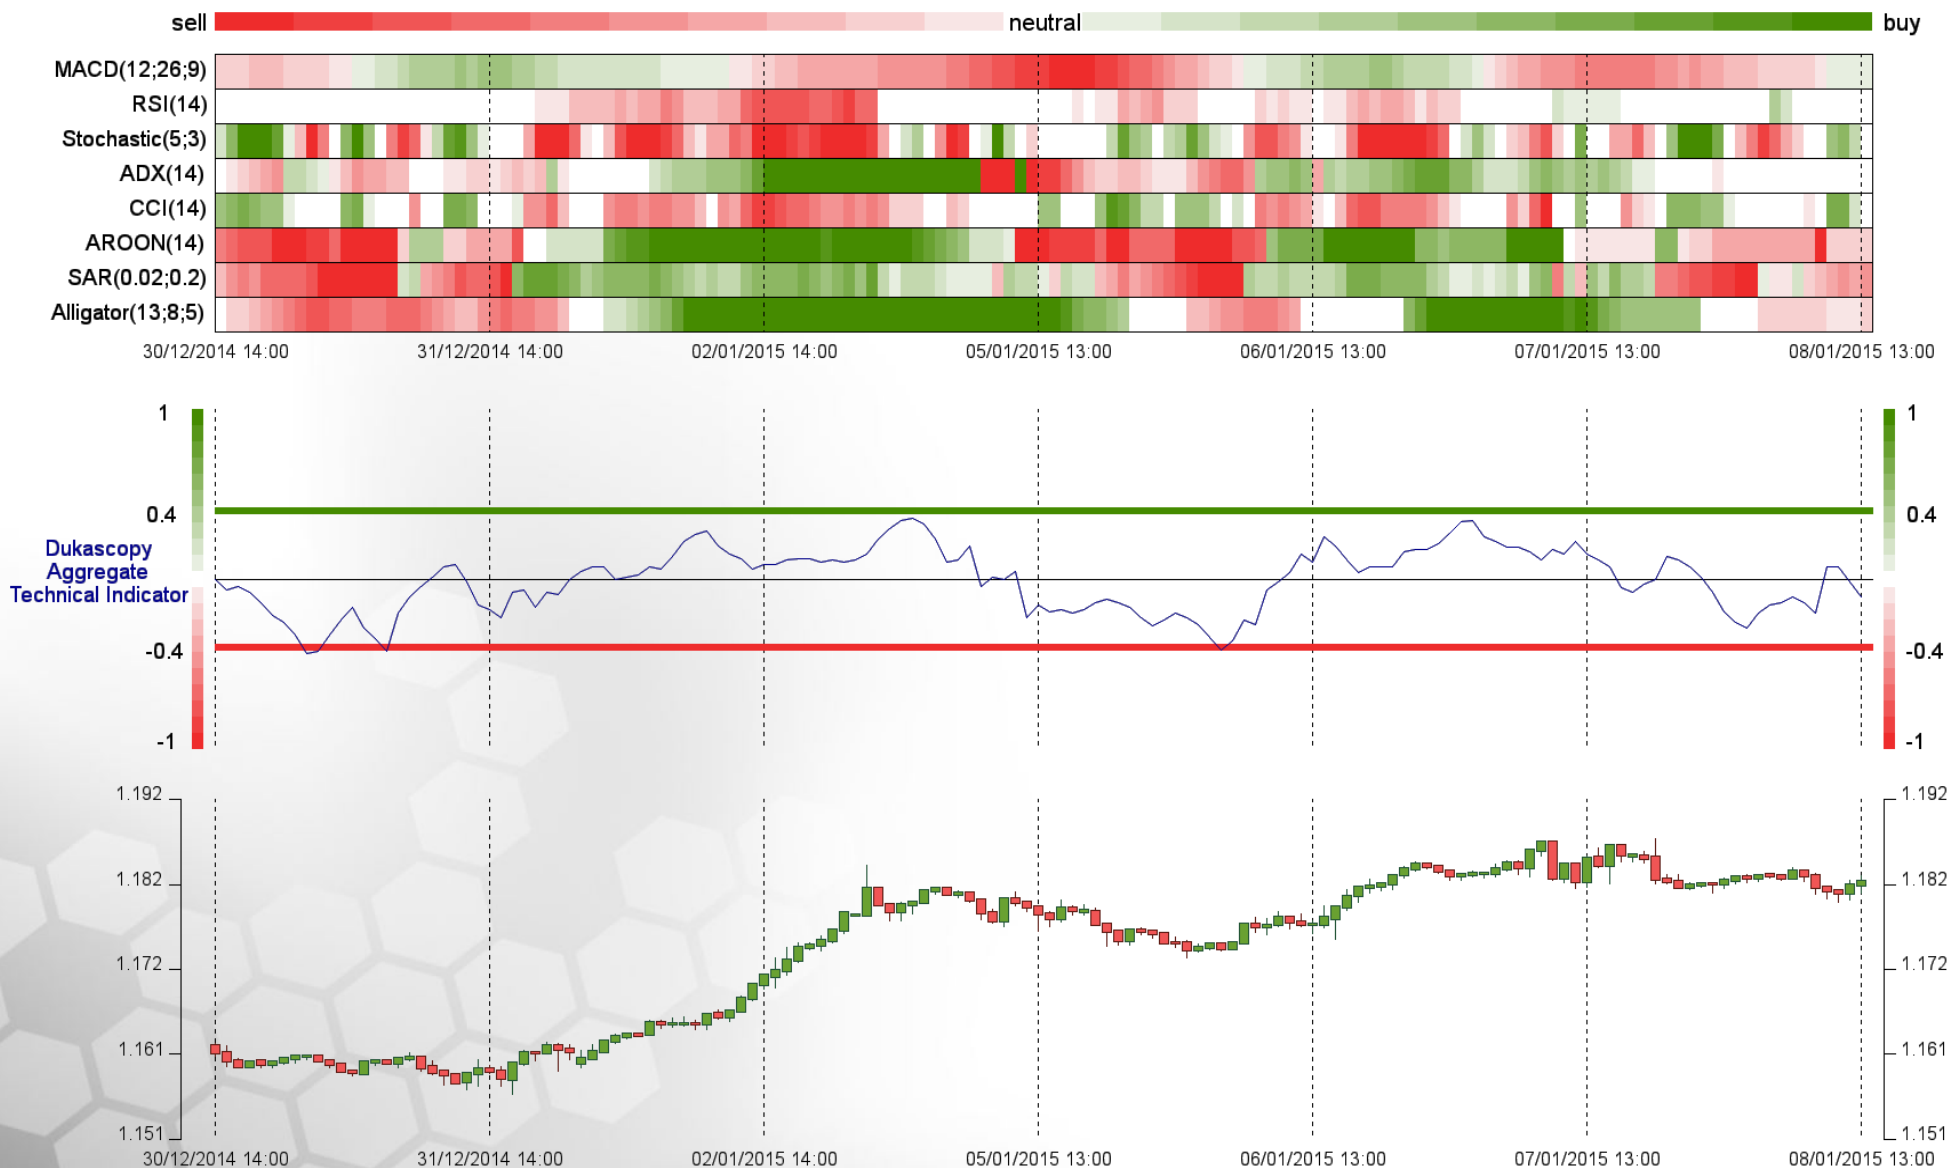 sell neutral buy
MACD(12;26;9)
RSI(14)
Stochastic(5;3)
ADX(14)
CCI(14)
AROON(14)
SAR(0.02;0.2)
Alligator(13;8;5)
30/12/2014 14:00 31/12/2014 14:00 02/01/2015 14:00 05/01/2015 13:00 06/01/2015 13:00 07/01/2015 13:00 08/01/2015 13:00
1 1
0.4 0.4
Dukascopy
Aggregate
Technical Indicator
-0.4 -0.4
-1 -1
1.192 1.192
1.182 1.182
1.172 1.172
1.161 1.161
1.151 1.151
30/12/2014 14:00 31/12/2014 14:00 02/01/2015 14:00 05/01/2015 13:00 06/01/2015 13:00 07/01/2015 13:00 08/01/2015 13:00